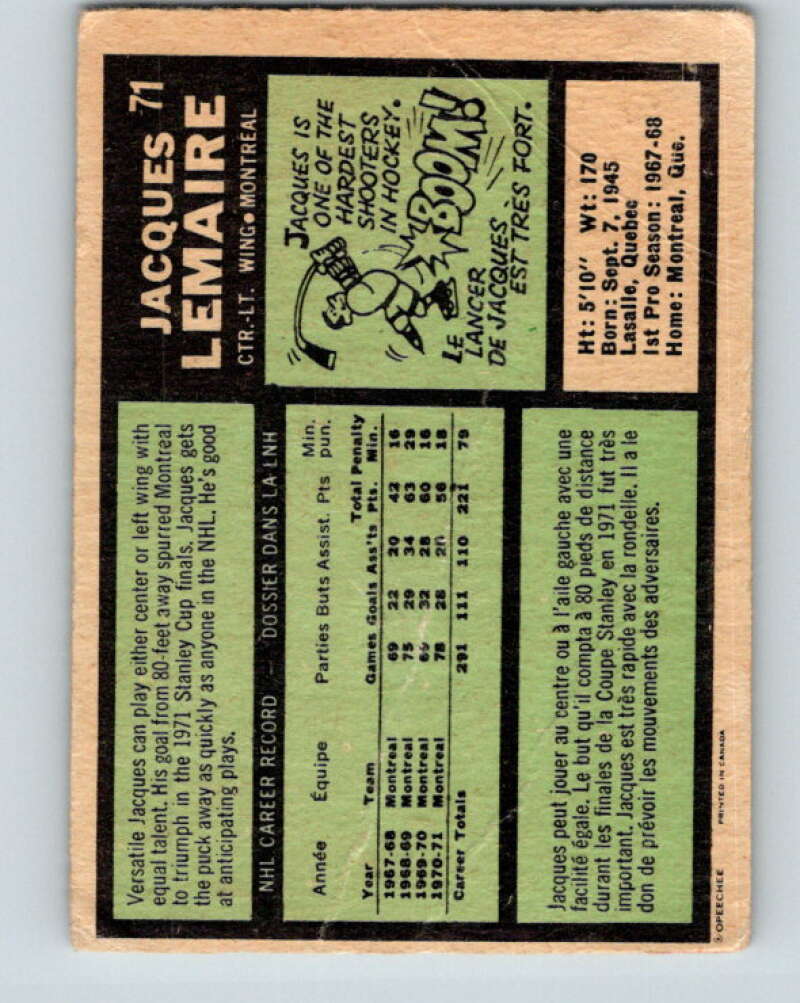 JACQUES 71
LEMAIRE
CTR.-LT. WING • MONTREAL
Versatile Jacques can play either center or left wing with
equal talent. His goal from 80-feet away spurred Montreal
to triumph in the 1971 Stanley Cup finals. Jacques gets
the puck away as quickly as anyone in the NHL. He's good
at anticipating plays.
JACQUES IS
ONE OF THE
HARDEST
SHOOTERS
IN HOCKEY.
BOOM!
LE
LANCER
DE JACQUES
EST TRÈS FORT.
NHL CAREER RECORD — DOSSIER DANS LA LNH
Année Équipe Parties Buts Assist. Pts Min. pun.
Year Team Games Goals Ass'ts Total Pts. Penalty Min.
1967-68 Montreal 69 22 20 42 16
1968-69 Montreal 75 29 34 63 29
1969-70 Montreal 69 32 28 60 16
1970-71 Montreal 78 28 28 56 18
Career Totals 291 111 110 221 79
Ht: 5'10" Wt: 170
Born: Sept. 7, 1945
Lasalle, Quebec
1st Pro Season: 1967-68
Home: Montreal, Que.
Jacques peut jouer au centre ou à l'aile gauche avec une
facilité égale. Le but qu'il compta à 80 pieds de distance
durant les finales de la Coupe Stanley en 1971 fut très
important. Jacques est très rapide avec la rondelle. Il a le
don de prévoir les mouvements des adversaires.
© OPEECHEE PRINTED IN CANADA